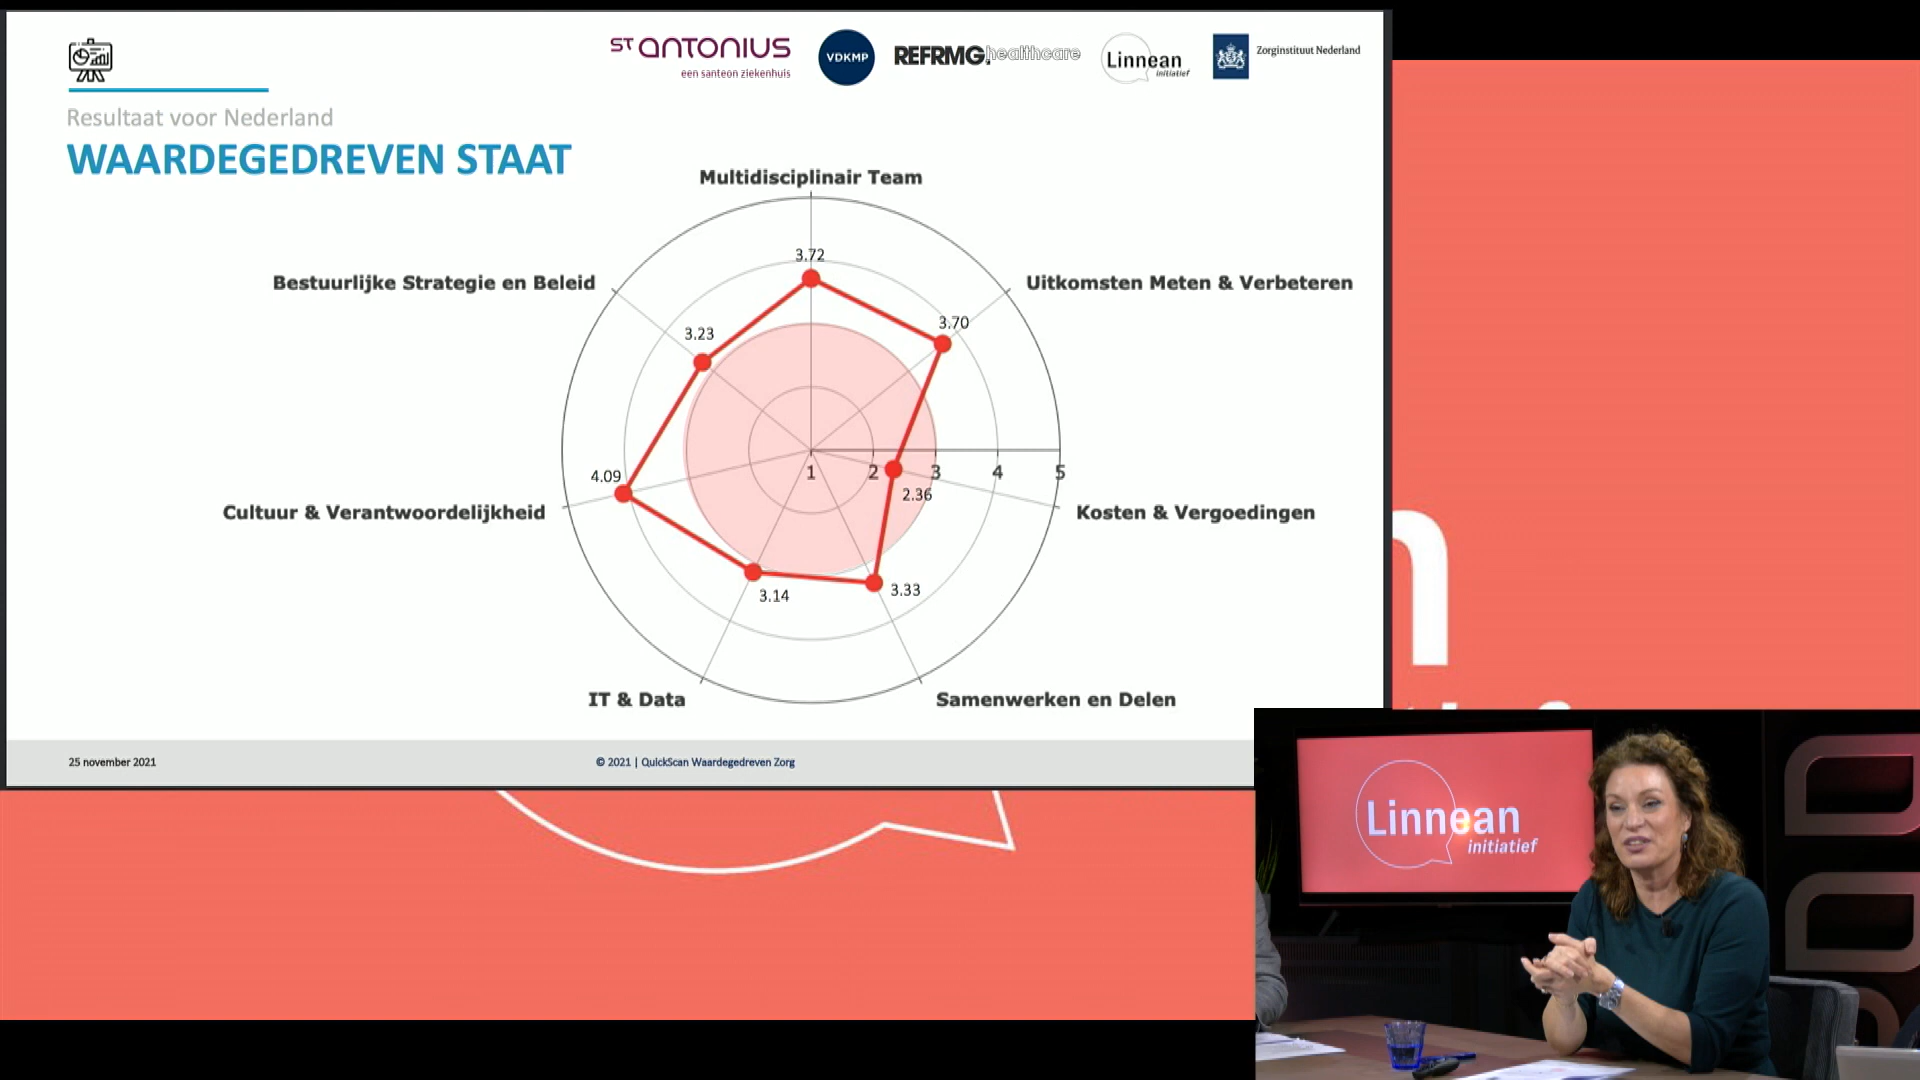 ST ANTONIUS
een santeon ziekenhuis
VDKMP
REFRMG.healthcare
Linnean
initiatief
Zorginstituut Nederland
Resultaat voor Nederland
WAARDEGEDREVEN STAAT
Multidisciplinair Team
Bestuurlijke Strategie en Beleid
Uitkomsten Meten & Verbeteren
3.72
3.70
3.23
4.09
1
2
3
4
5
2.36
Cultuur & Verantwoordelijkheid
Kosten & Vergoedingen
3.14
3.33
IT & Data
Samenwerken en Delen
25 november 2021
© 2021 | QuickScan Waardegedreven Zorg
Linnean
initiatief